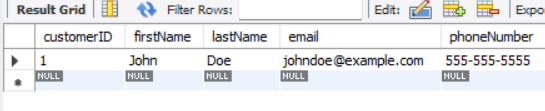 Result Grid Filter Rows: Edit:
customerID firstName lastName email phoneNumber
1 John Doe johndoe@example.com 555-555-5555
NULL NULL NULL NULL NULL